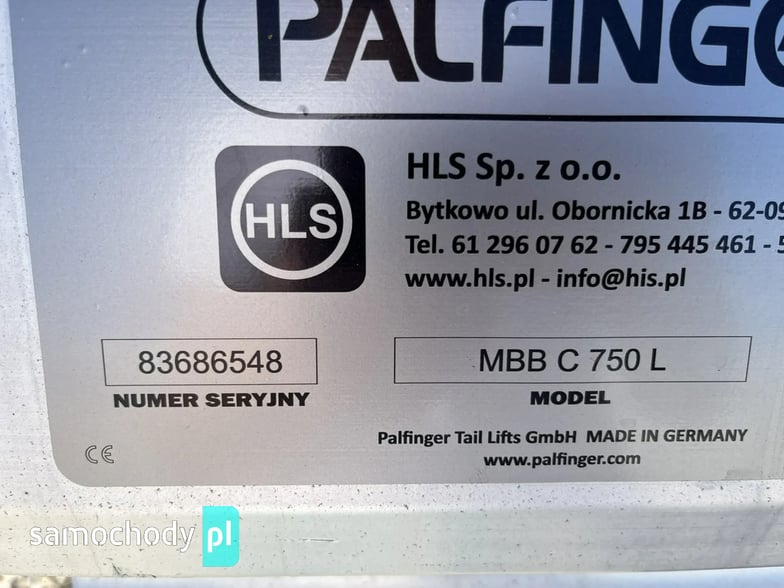 PALFINGE
HLS
HLS Sp. z o.o.
Bytkowo ul. Obornicka 1B - 62-09
Tel. 61 296 07 62 - 795 445 461 - 5
www.hls.pl - info@his.pl
83686548
NUMER SERYJNY
MBB C 750 L
MODEL
Palfinger Tail Lifts GmbH MADE IN GERMANY
www.palfinger.com
CE
samochody pl